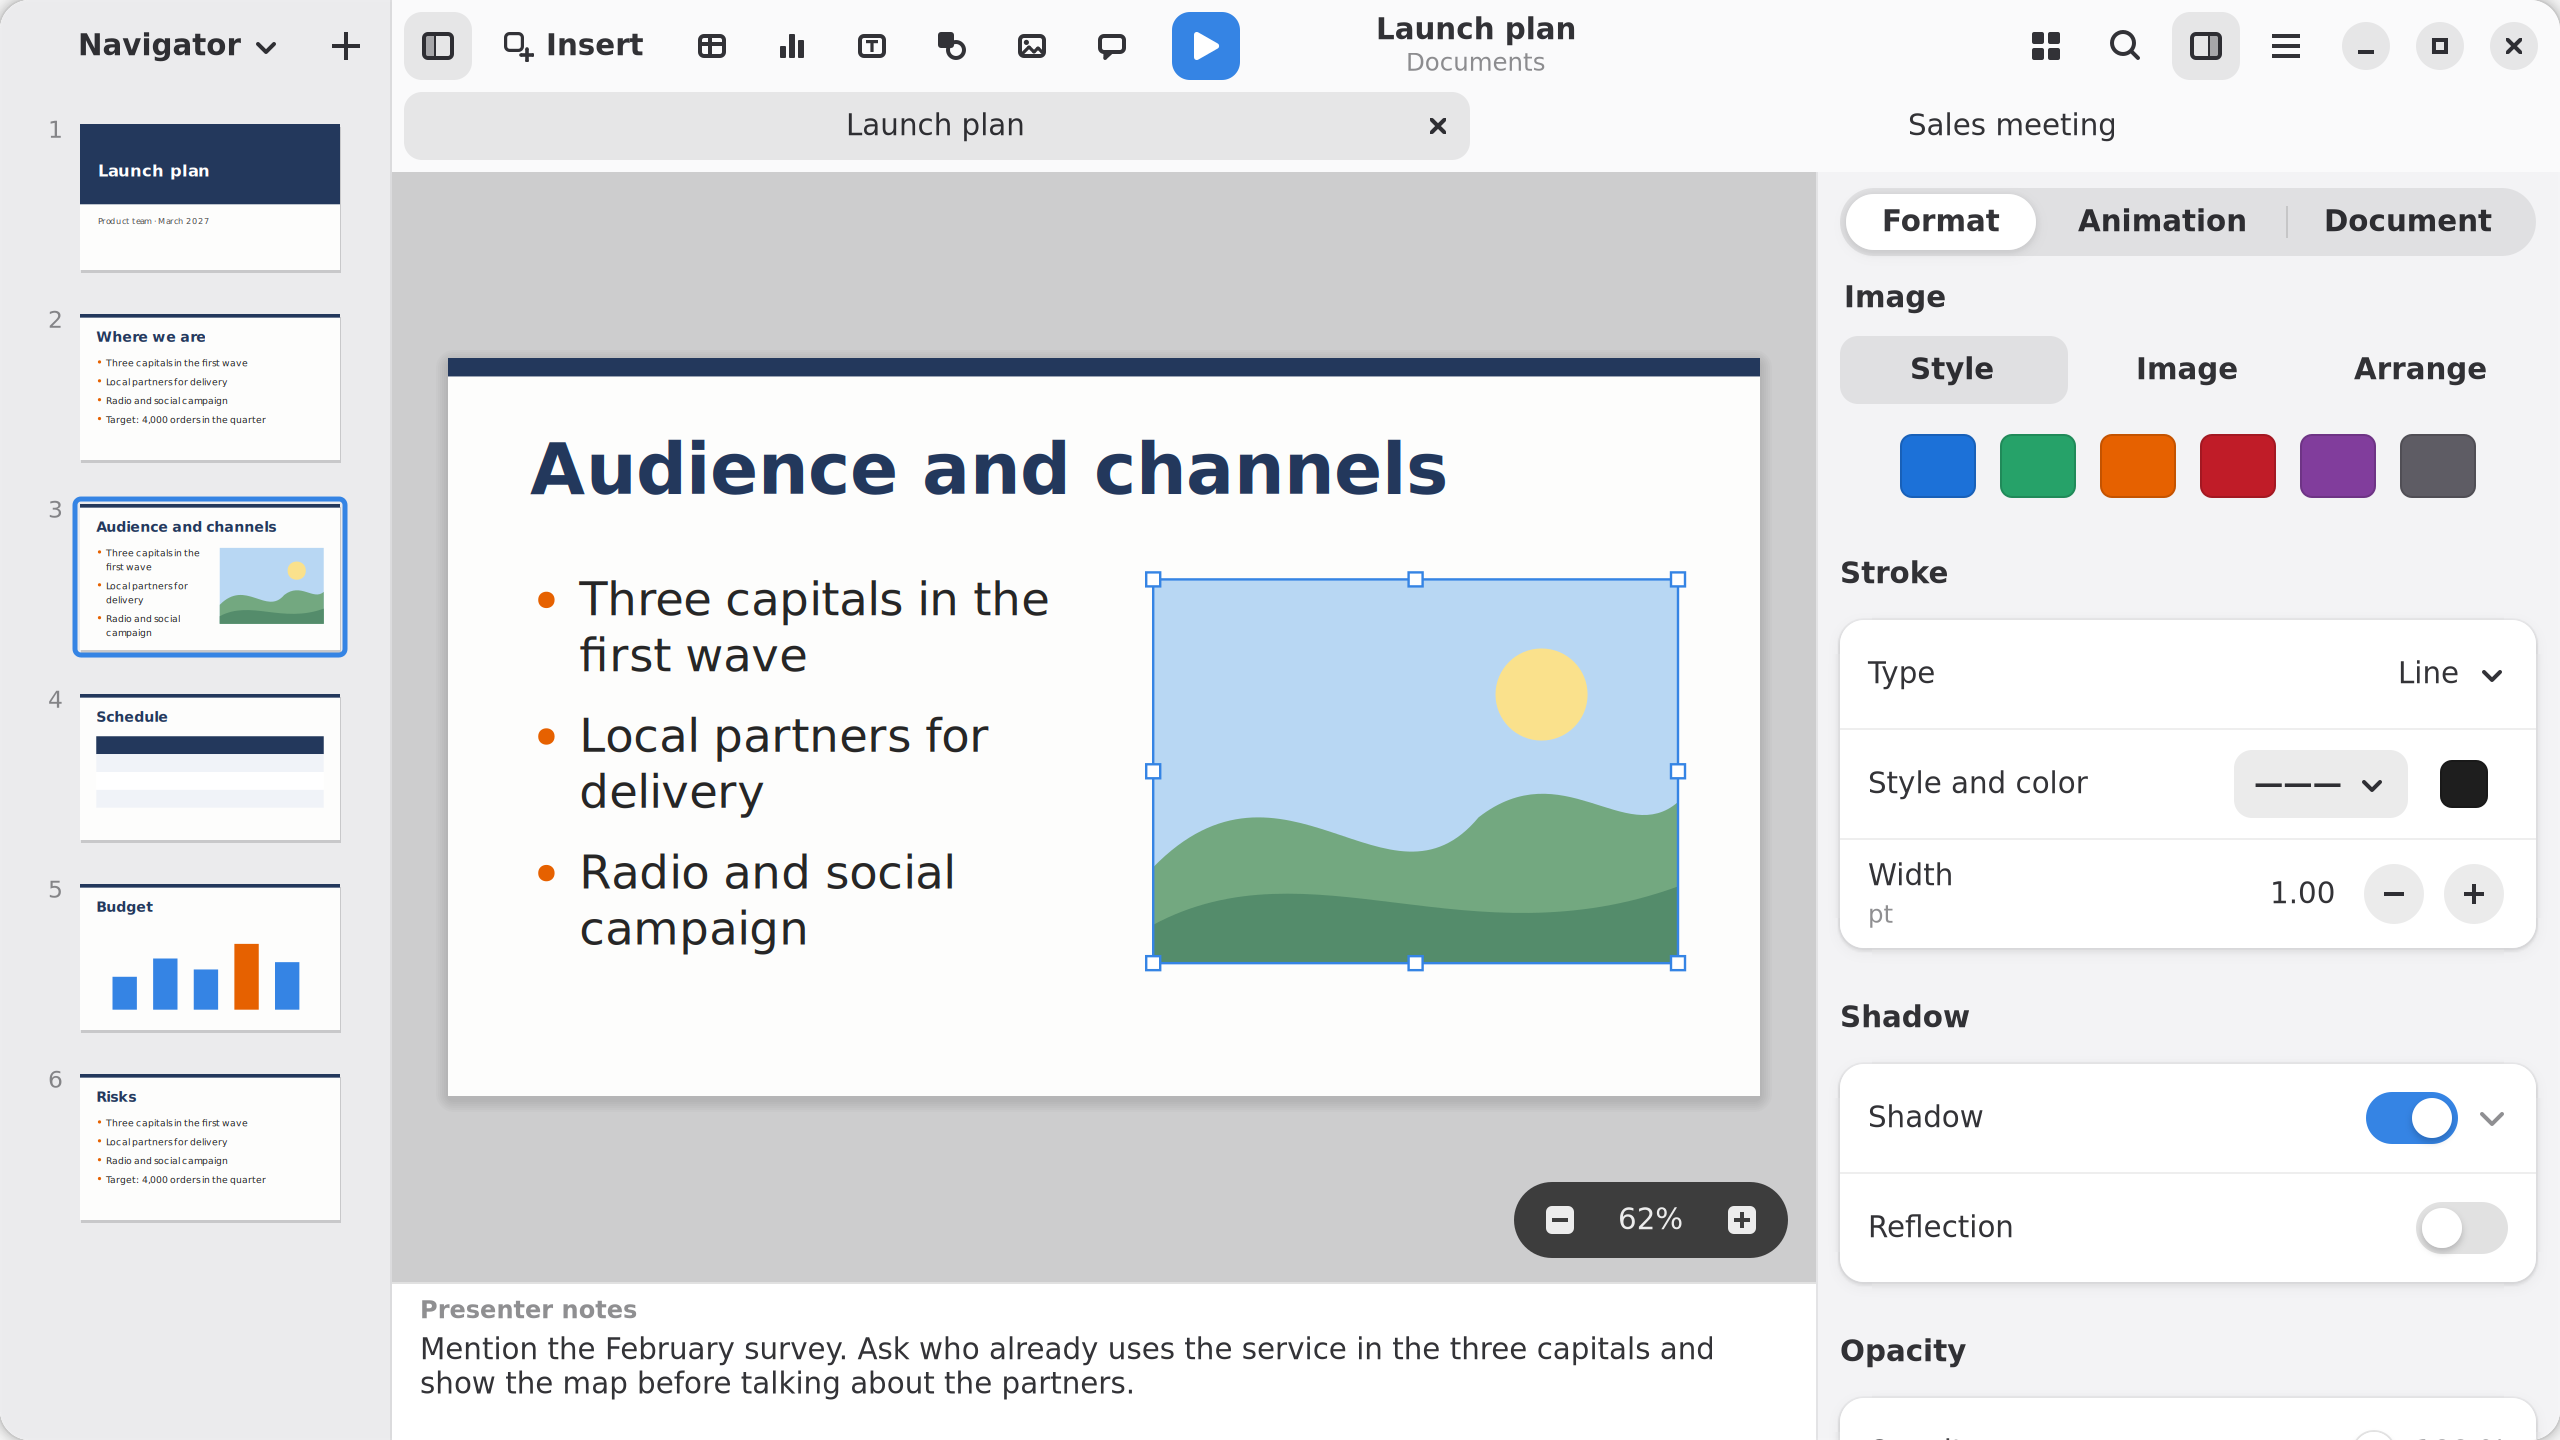 Navigator
Insert
Launch plan
Documents
Launch plan
Sales meeting
1
Launch plan
Product team · March 2027
2
Where we are
• Three capitals in the first wave
• Local partners for delivery
• Radio and social campaign
• Target: 4,000 orders in the quarter
3
Audience and channels
• Three capitals in the
first wave
• Local partners for
delivery
• Radio and social
campaign
4
Schedule
5
Budget
6
Risks
• Three capitals in the first wave
• Local partners for delivery
• Radio and social campaign
• Target: 4,000 orders in the quarter
Audience and channels
• Three capitals in the
first wave
• Local partners for
delivery
• Radio and social
campaign
62%
Presenter notes
Mention the February survey. Ask who already uses the service in the three capitals and
show the map before talking about the partners.
Format
Animation
Document
Image
Style
Image
Arrange
Stroke
Type
Line
Style and color
Width
pt
1.00
Shadow
Shadow
Reflection
Opacity